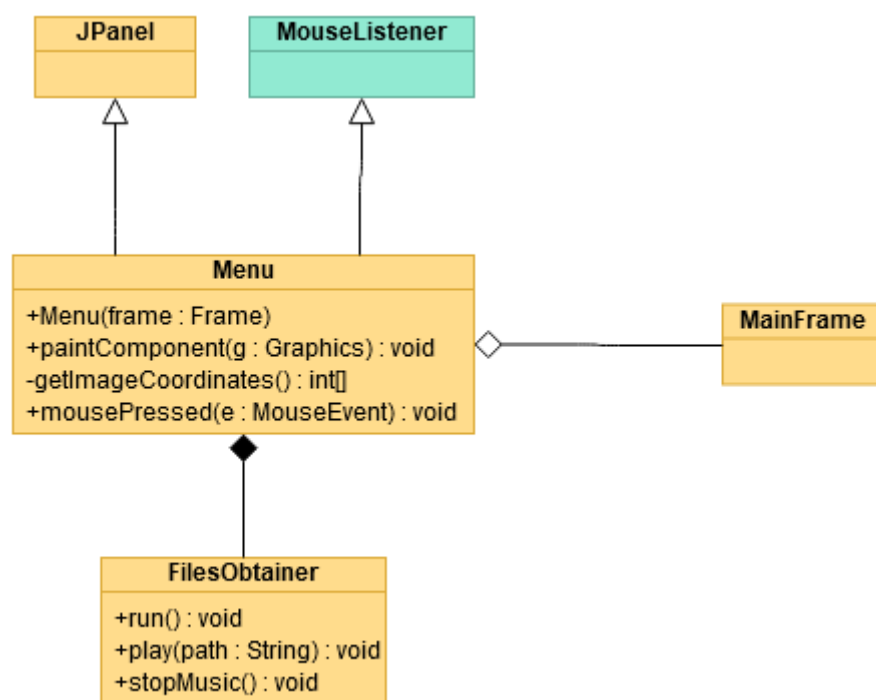 JPanel
MouseListener
Menu
+Menu(frame : Frame)
+paintComponent(g : Graphics) : void
-getImageCoordinates() : int[]
+mousePressed(e : MouseEvent) : void
MainFrame
FilesObtainer
+run() : void
+play(path : String) : void
+stopMusic() : void